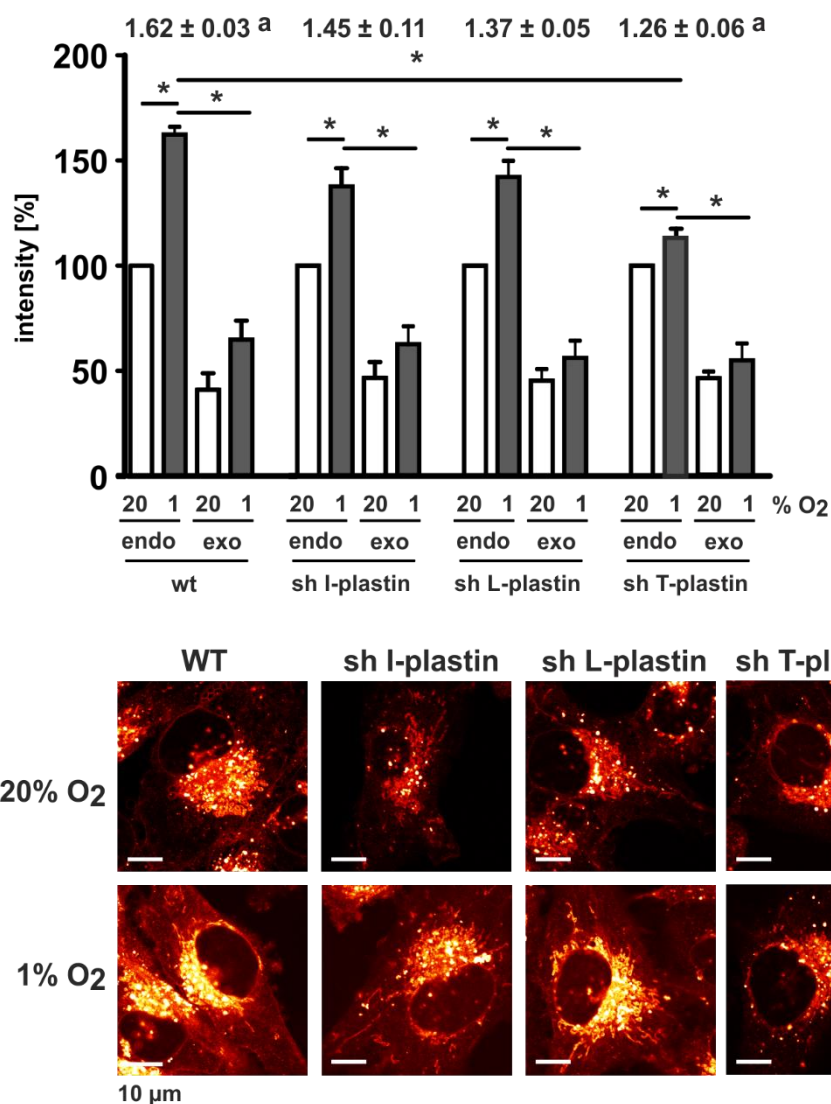 1.62 ± 0.03 a 1.45 ± 0.11 1.37 ± 0.05 1.26 ± 0.06 a
200
*
* * * * * * * *
150
100
50
0
intensity [%]
20 1 20 1 20 1 20 1 20 1 20 1 20 1 20 1 % O2
endo exo endo exo endo exo endo exo
wt sh I-plastin sh L-plastin sh T-plastin
WT sh I-plastin sh L-plastin sh T-pl
20% O2
1% O2
10 µm